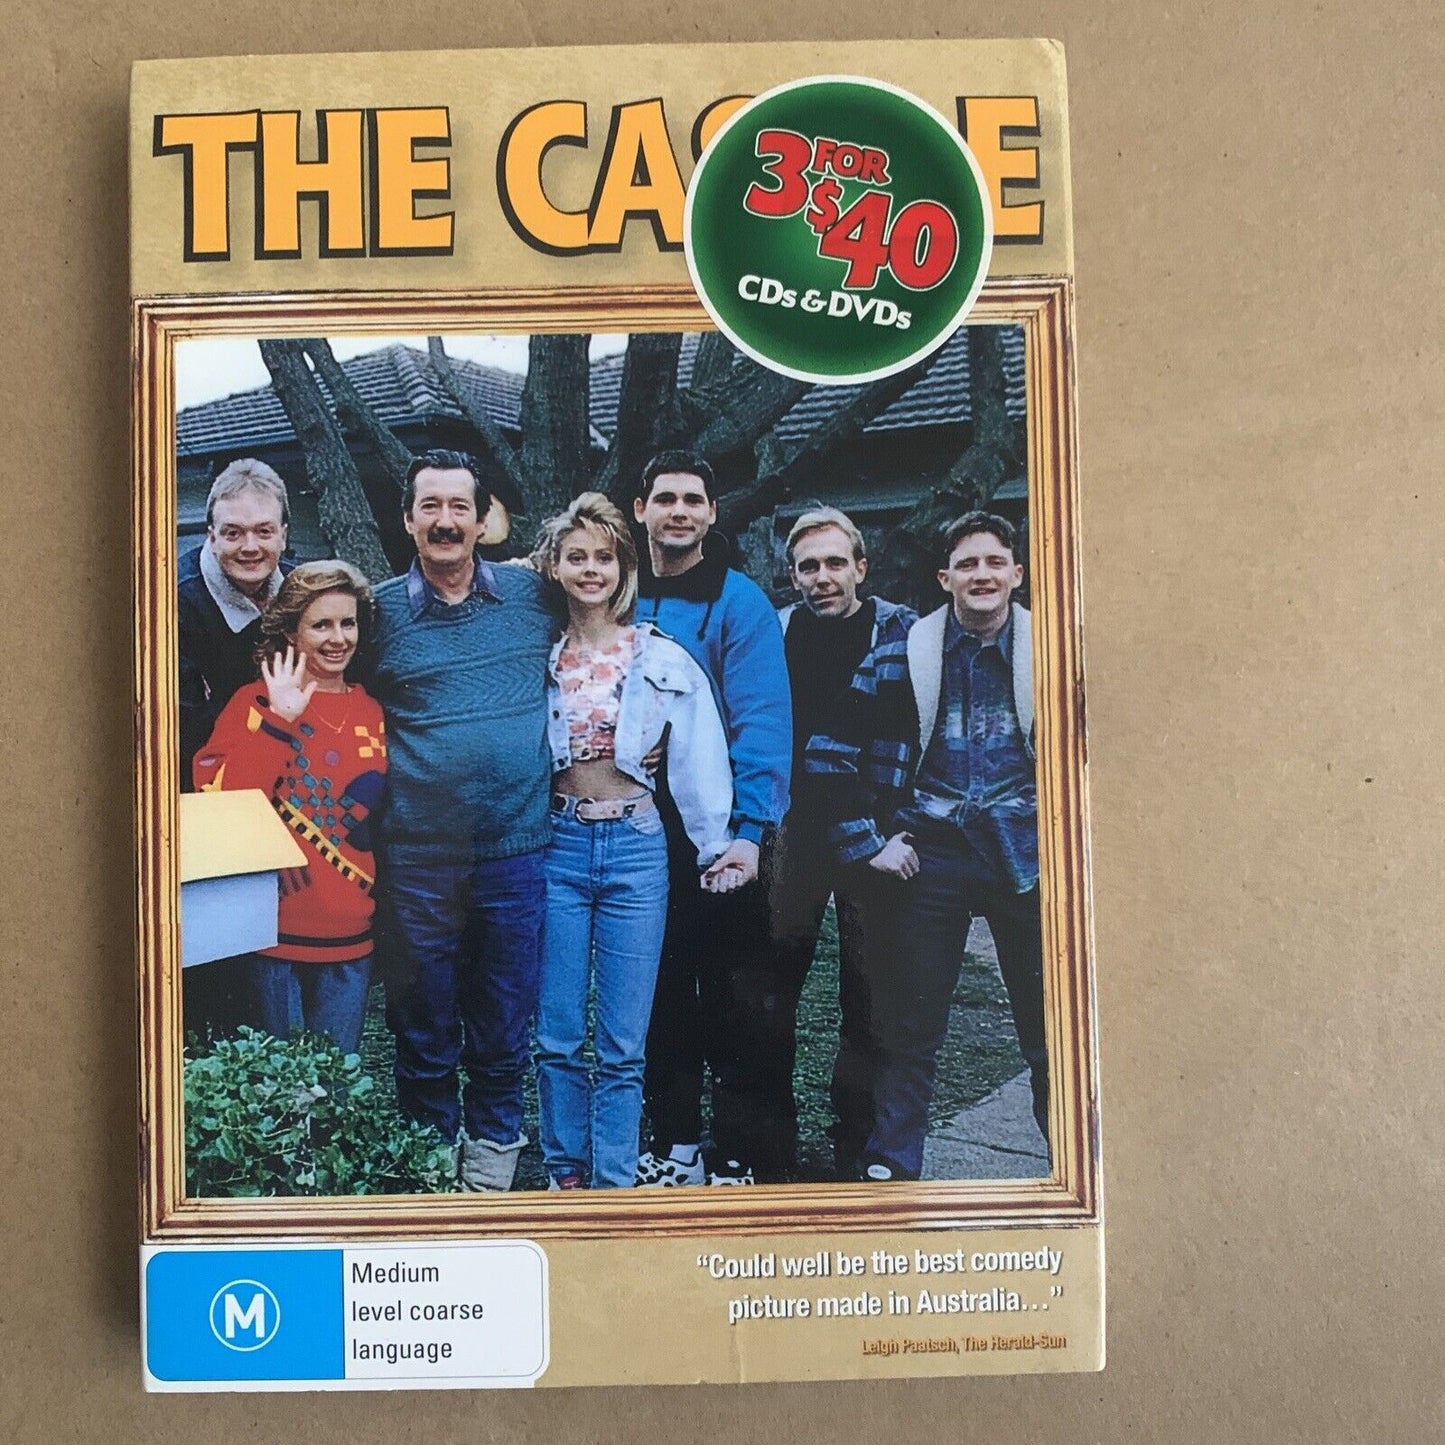 THE CAS E
3 FOR
$40
CDs & DVDs
M
Medium
level coarse
language
“Could well be the best comedy
picture made in Australia...”
Leigh Paatsch, The Herald-Sun